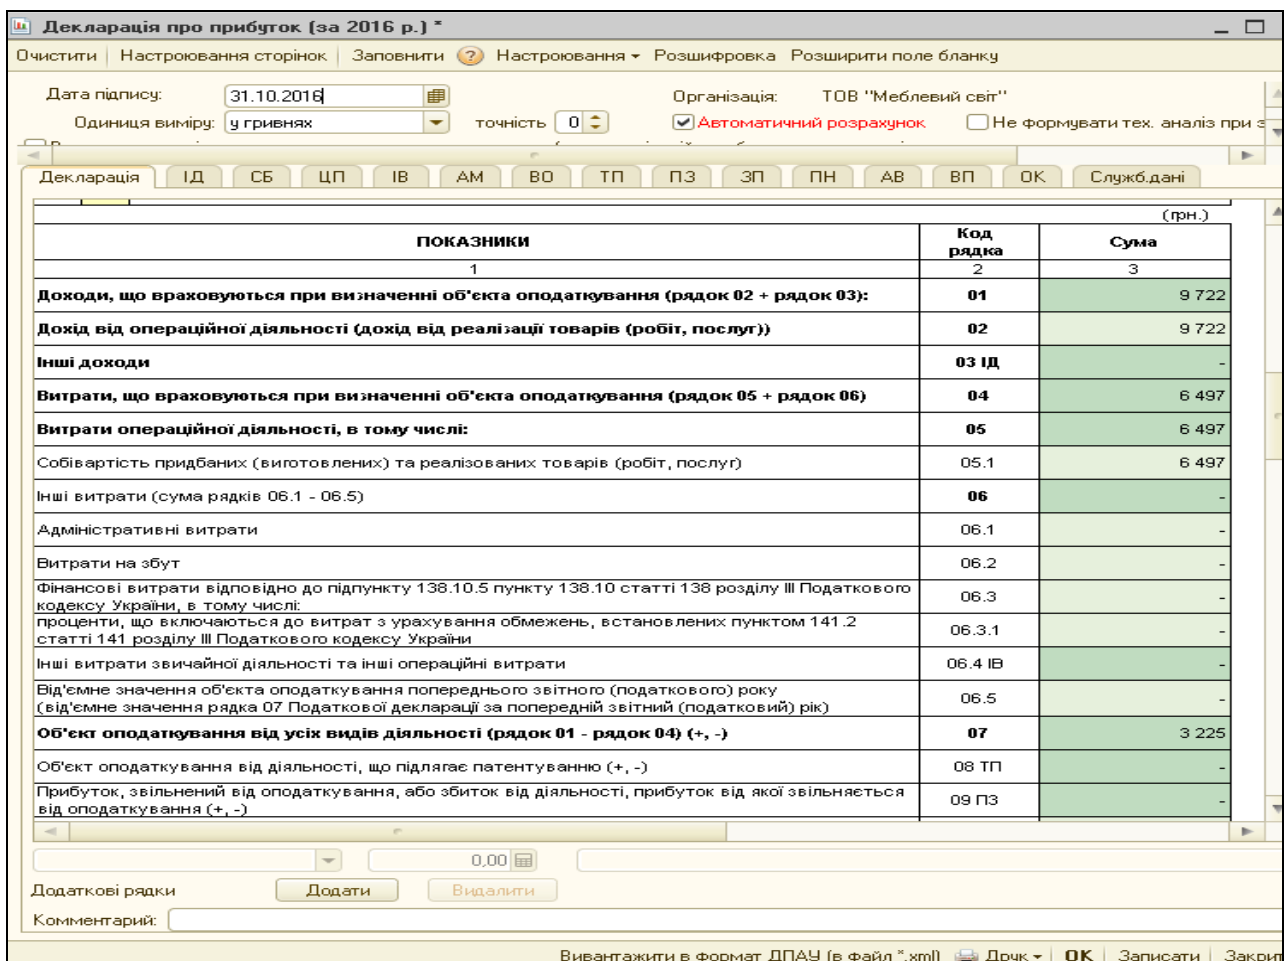 Декларація про прибуток (за 2016 р.) *
Очистити Настроювання сторінок Заповнити ? Настроювання Розшифровка Розширити поле бланку
Дата підпису: 31.10.2016 Організація: ТОВ "Меблевий світ"
Одиниця виміру: у гривнях точність 0 Автоматичний розрахунок Не формувати тех. аналіз при з
Декларація ІД СБ ЦП ІВ АМ ВО ТП ПЗ ЗП ПН АВ ВП ОК Служб.дані
(грн.)
ПОКАЗНИКИ Код рядка Сума
1 2 3
Доходи, що враховуються при визначенні об'єкта оподаткування (рядок 02 + рядок 03): 01 9 722
Дохід від операційної діяльності (дохід від реалізації товарів (робіт, послуг)) 02 9 722
Інші доходи 03 ІД -
Витрати, що враховуються при визначенні об'єкта оподаткування (рядок 05 + рядок 06) 04 6 497
Витрати операційної діяльності, в тому числі: 05 6 497
Собівартість придбаних (виготовлених) та реалізованих товарів (робіт, послуг) 05.1 6 497
Інші витрати (сума рядків 06.1 - 06.5) 06 -
Адміністративні витрати 06.1 -
Витрати на збут 06.2 -
Фінансові витрати відповідно до підпункту 138.10.5 пункту 138.10 статті 138 розділу III Податкового
кодексу України, в тому числі: 06.3 -
проценти, що включаються до витрат з урахування обмежень, встановлених пунктом 141.2
статті 141 розділу III Податкового кодексу України 06.3.1 -
Інші витрати звичайної діяльності та інші операційні витрати 06.4 ІВ -
Від'ємне значення об'єкта оподаткування попереднього звітного (податкового) року
(від'ємне значення рядка 07 Податкової декларації за попередній звітний (податковий) рік) 06.5 -
Об'єкт оподаткування від усіх видів діяльності (рядок 01 - рядок 04) (+, -) 07 3 225
Об'єкт оподаткування від діяльності, що підлягає патентуванню (+, -) 08 ТП -
Прибуток, звільнений від оподаткування, або збиток від діяльності, прибуток від якої звільняється
від оподаткування (+, -) 09 ПЗ -
0,00
Додаткові рядки Додати Видалити
Комментарий:
Вивантажити в формат ДПАУ (в файл *.xml) Друк OK Записати Закрит